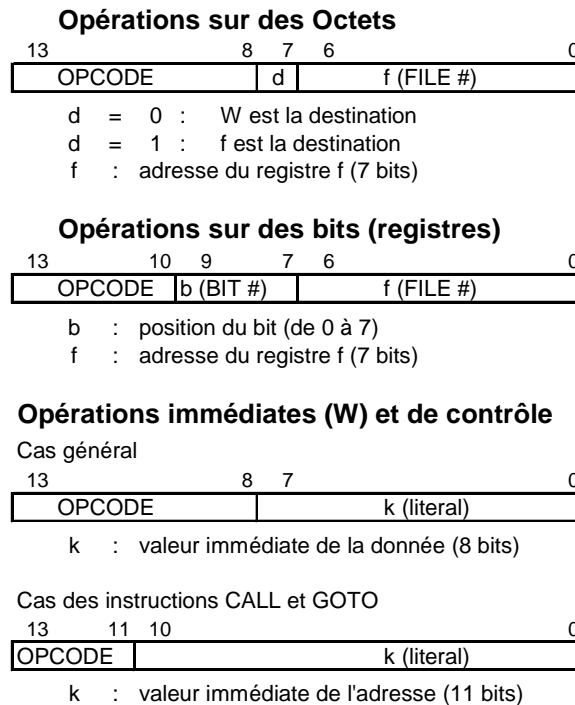 Opérations sur des Octets
13 8 7 6 0
OPCODE d f (FILE #)
d = 0 : W est la destination
d = 1 : f est la destination
f : adresse du registre f (7 bits)
Opérations sur des bits (registres)
13 10 9 7 6 0
OPCODE b (BIT #) f (FILE #)
b : position du bit (de 0 à 7)
f : adresse du registre f (7 bits)
Opérations immédiates (W) et de contrôle
Cas général
13 8 7 0
OPCODE k (literal)
k : valeur immédiate de la donnée (8 bits)
Cas des instructions CALL et GOTO
13 11 10 0
OPCODE k (literal)
k : valeur immédiate de l'adresse (11 bits)